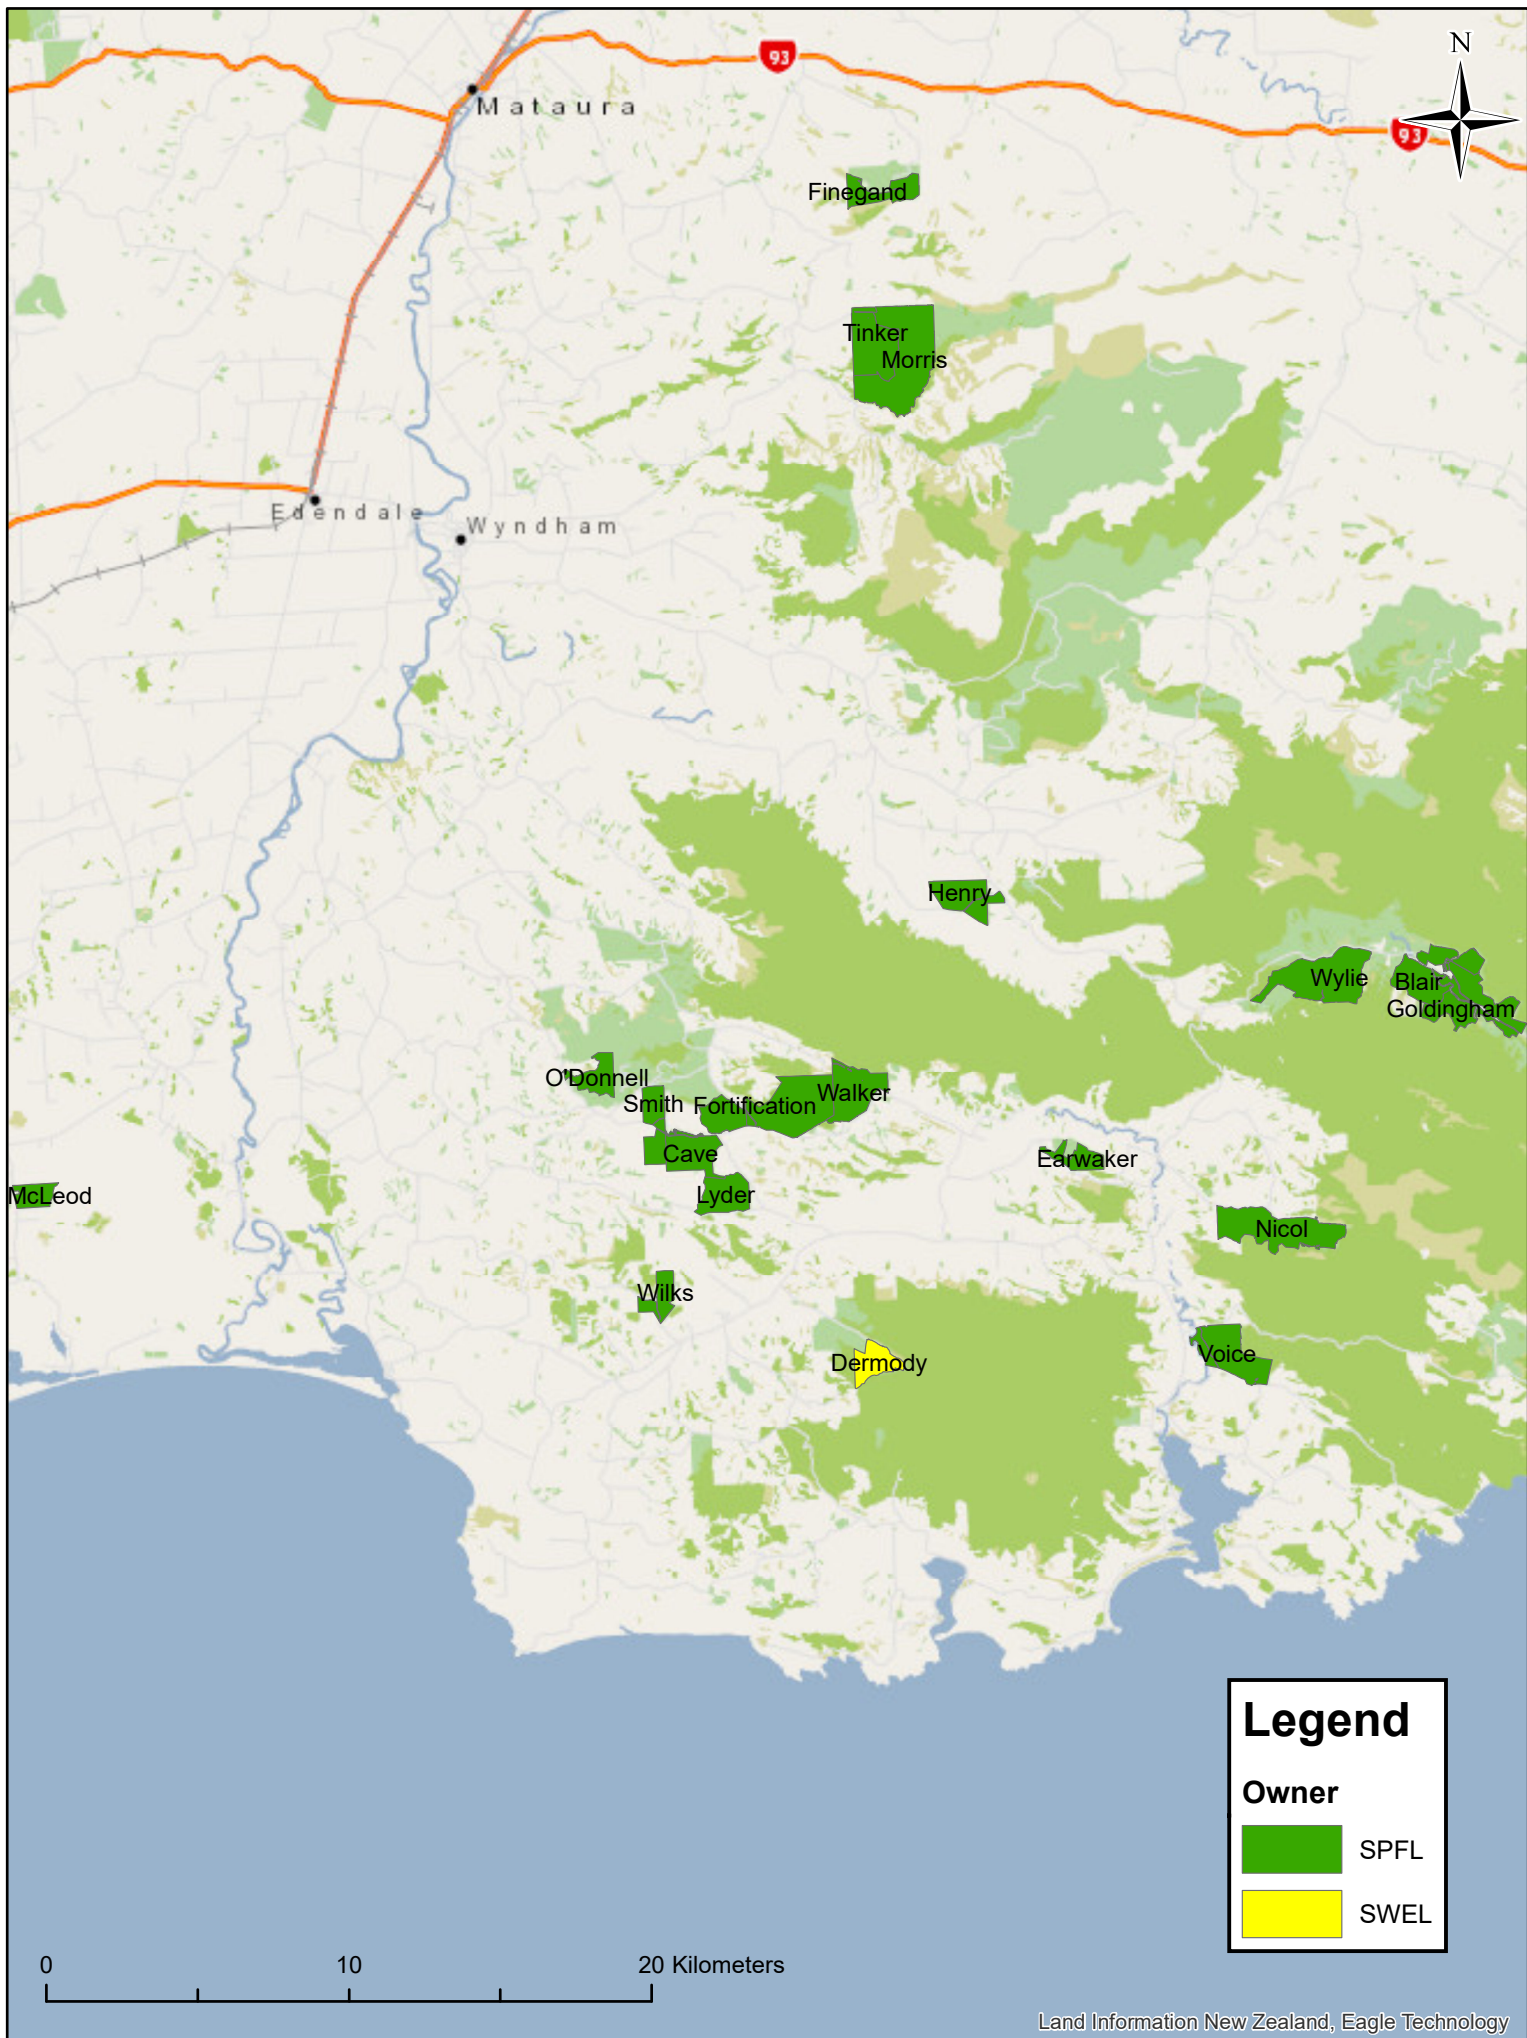 N
93
93
Mataura
Finegand
Tinker
Morris
Edendale
Wyndham
Henry
Wylie
Blair
Goldingham
O'Donnell
Smith
Fortification
Walker
Cave
Earwaker
Lyder
McLeod
Nicol
Wilks
Voice
Dermody
Legend
Owner
SPFL
SWEL
0 10 20 Kilometers
Land Information New Zealand, Eagle Technology